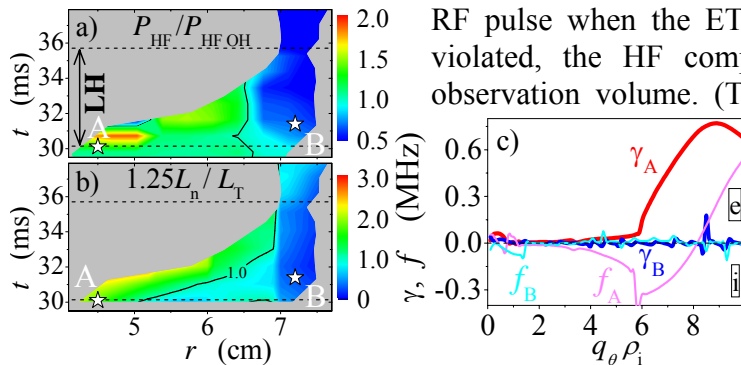 a) P_HF/P_HF OH
36
34
32
30
t (ms)
LH
A
B
2.0
1.5
1.0
0.5
b) 1.25L_n/L_T
36
34
32
30
t (ms)
A
1.0
B
3.0
2.0
1.0
0
5 6 7
r (cm)
RF pulse when the ET
violated, the HF comp
observation volume. (T
c)
γ, f (MHz)
0.6
0.3
0.0
-0.3
γ_A
γ_B
f_B
f_A
e
i
0 2 4 6 8
q_θ ρ_i